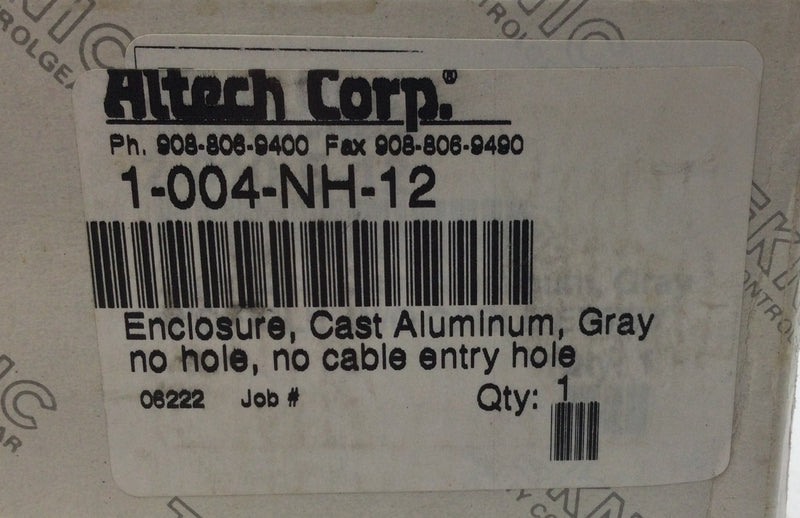 Altech Corp.®
Ph. 908-806-9400 Fax 908-806-9490
1-004-NH-12
Enclosure, Cast Aluminum, Gray
no hole, no cable entry hole
06222 Job # Qty: 1